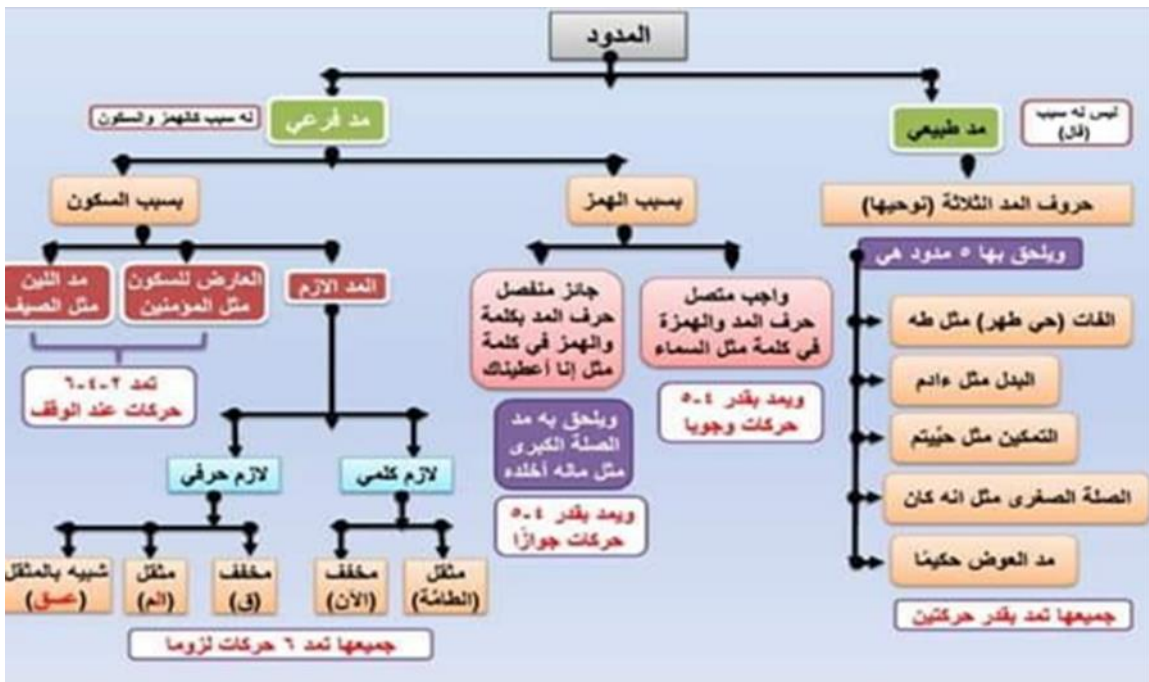 المدود
مد طبيعي
ليس له سبب
(قال)
حروف المد الثلاثة (نوحيها)
ويلحق بها ٥ مدود هي
الفات (حي طهر) مثل طه
البدل مثل ءادم
التمكين مثل حيّيتم
الصلة الصغرى مثل انه كان
مد العوض حكيمًا
جميعها تمد بقدر حركتين
مد فرعي
له سبب كالهمز والسكون
بسبب الهمز
واجب متصل
حرف المد والهمزة
في كلمة مثل السماء
ويمد بقدر ٤-٥
حركات وجوبا
جائز منفصل
حرف المد بكلمة
والهمز في كلمة
مثل إنا أعطيناك
ويلحق به مد
الصلة الكبرى
مثل ماله أخلده
ويمد بقدر ٤-٥
حركات جوازًا
بسبب السكون
المد الازم
العارض للسكون
مثل المؤمنين
مد اللين
مثل الصيف
تمد ٢-٤-٦
حركات عند الوقف
لازم كلمي
مثقل
(الطامّة)
مخفف
(الأن)
لازم حرفي
مخفف
(ق)
مثقل
(الم)
شبيه بالمثقل
(عسق)
جميعها تمد ٦ حركات لزوما